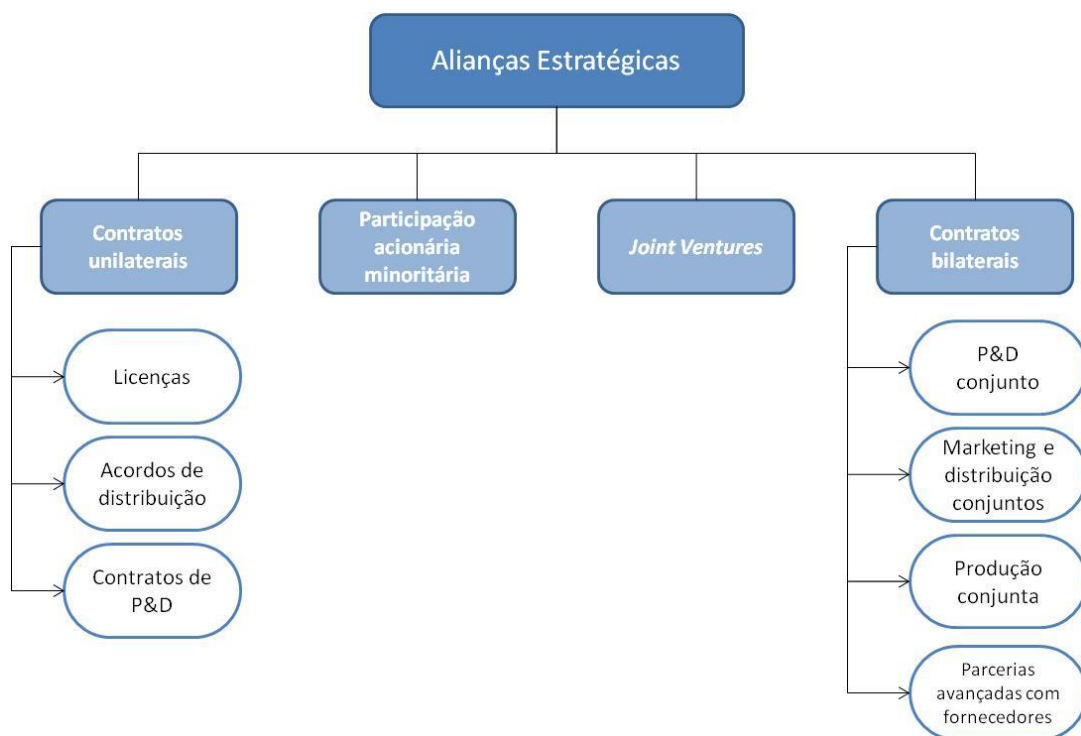 Alianças Estratégicas
Contratos
unilaterais
Participação
acionária
minoritária
Joint Ventures
Contratos
bilaterais
Licenças
Acordos de
distribuição
Contratos de
P&D
P&D
conjunto
Marketing e
distribuição
conjuntos
Produção
conjunta
Parcerias
avançadas com
fornecedores